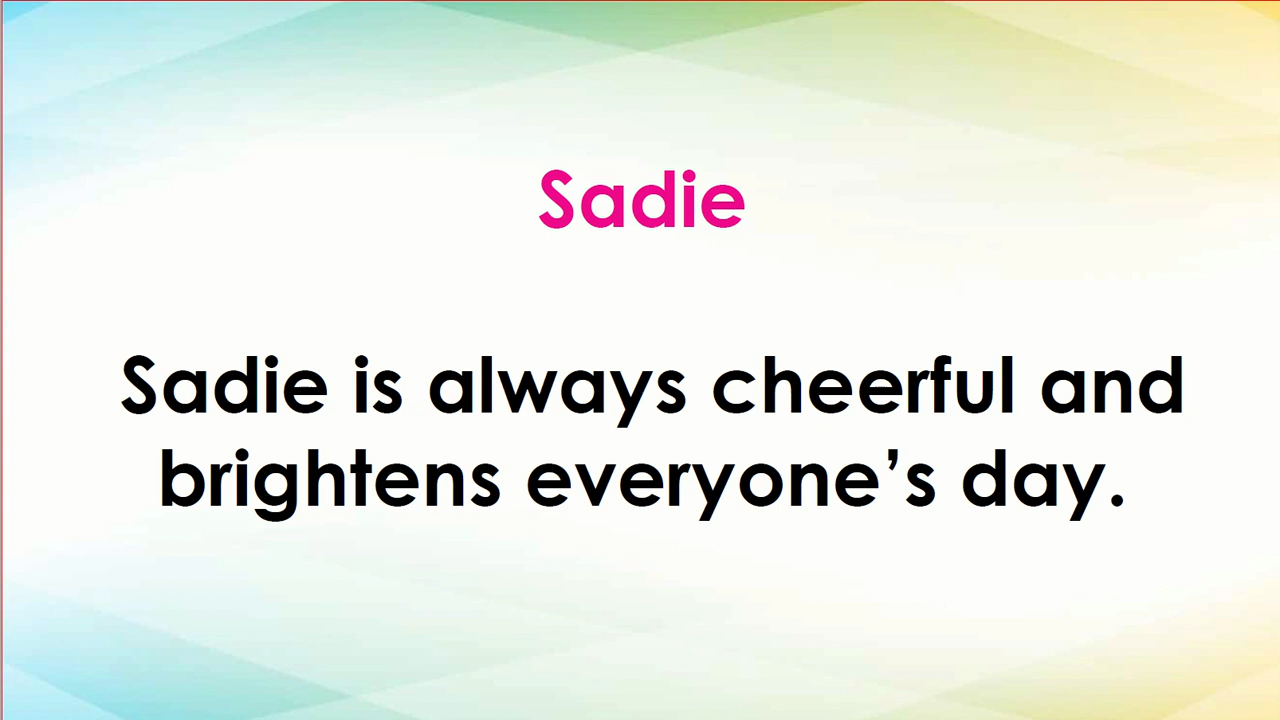 Sadie
Sadie is always cheerful and
brightens everyone’s day.